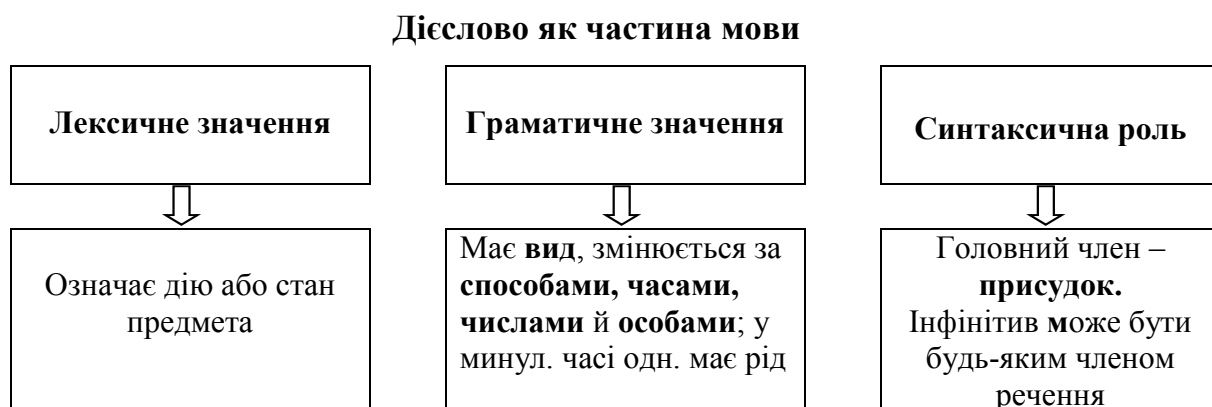 Дієслово як частина мови
Лексичне значення
Граматичне значення
Синтаксична роль
Означає дію або стан
предмета
Має вид, змінюється за
способами, часами,
числами й особами; у
минул. часі одн. має рід
Головний член –
присудок.
Інфінітив може бути
будь-яким членом
речення